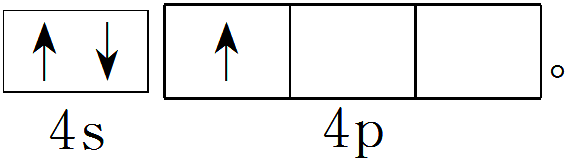 ↑ ↓ ↑ 。
4s 4p